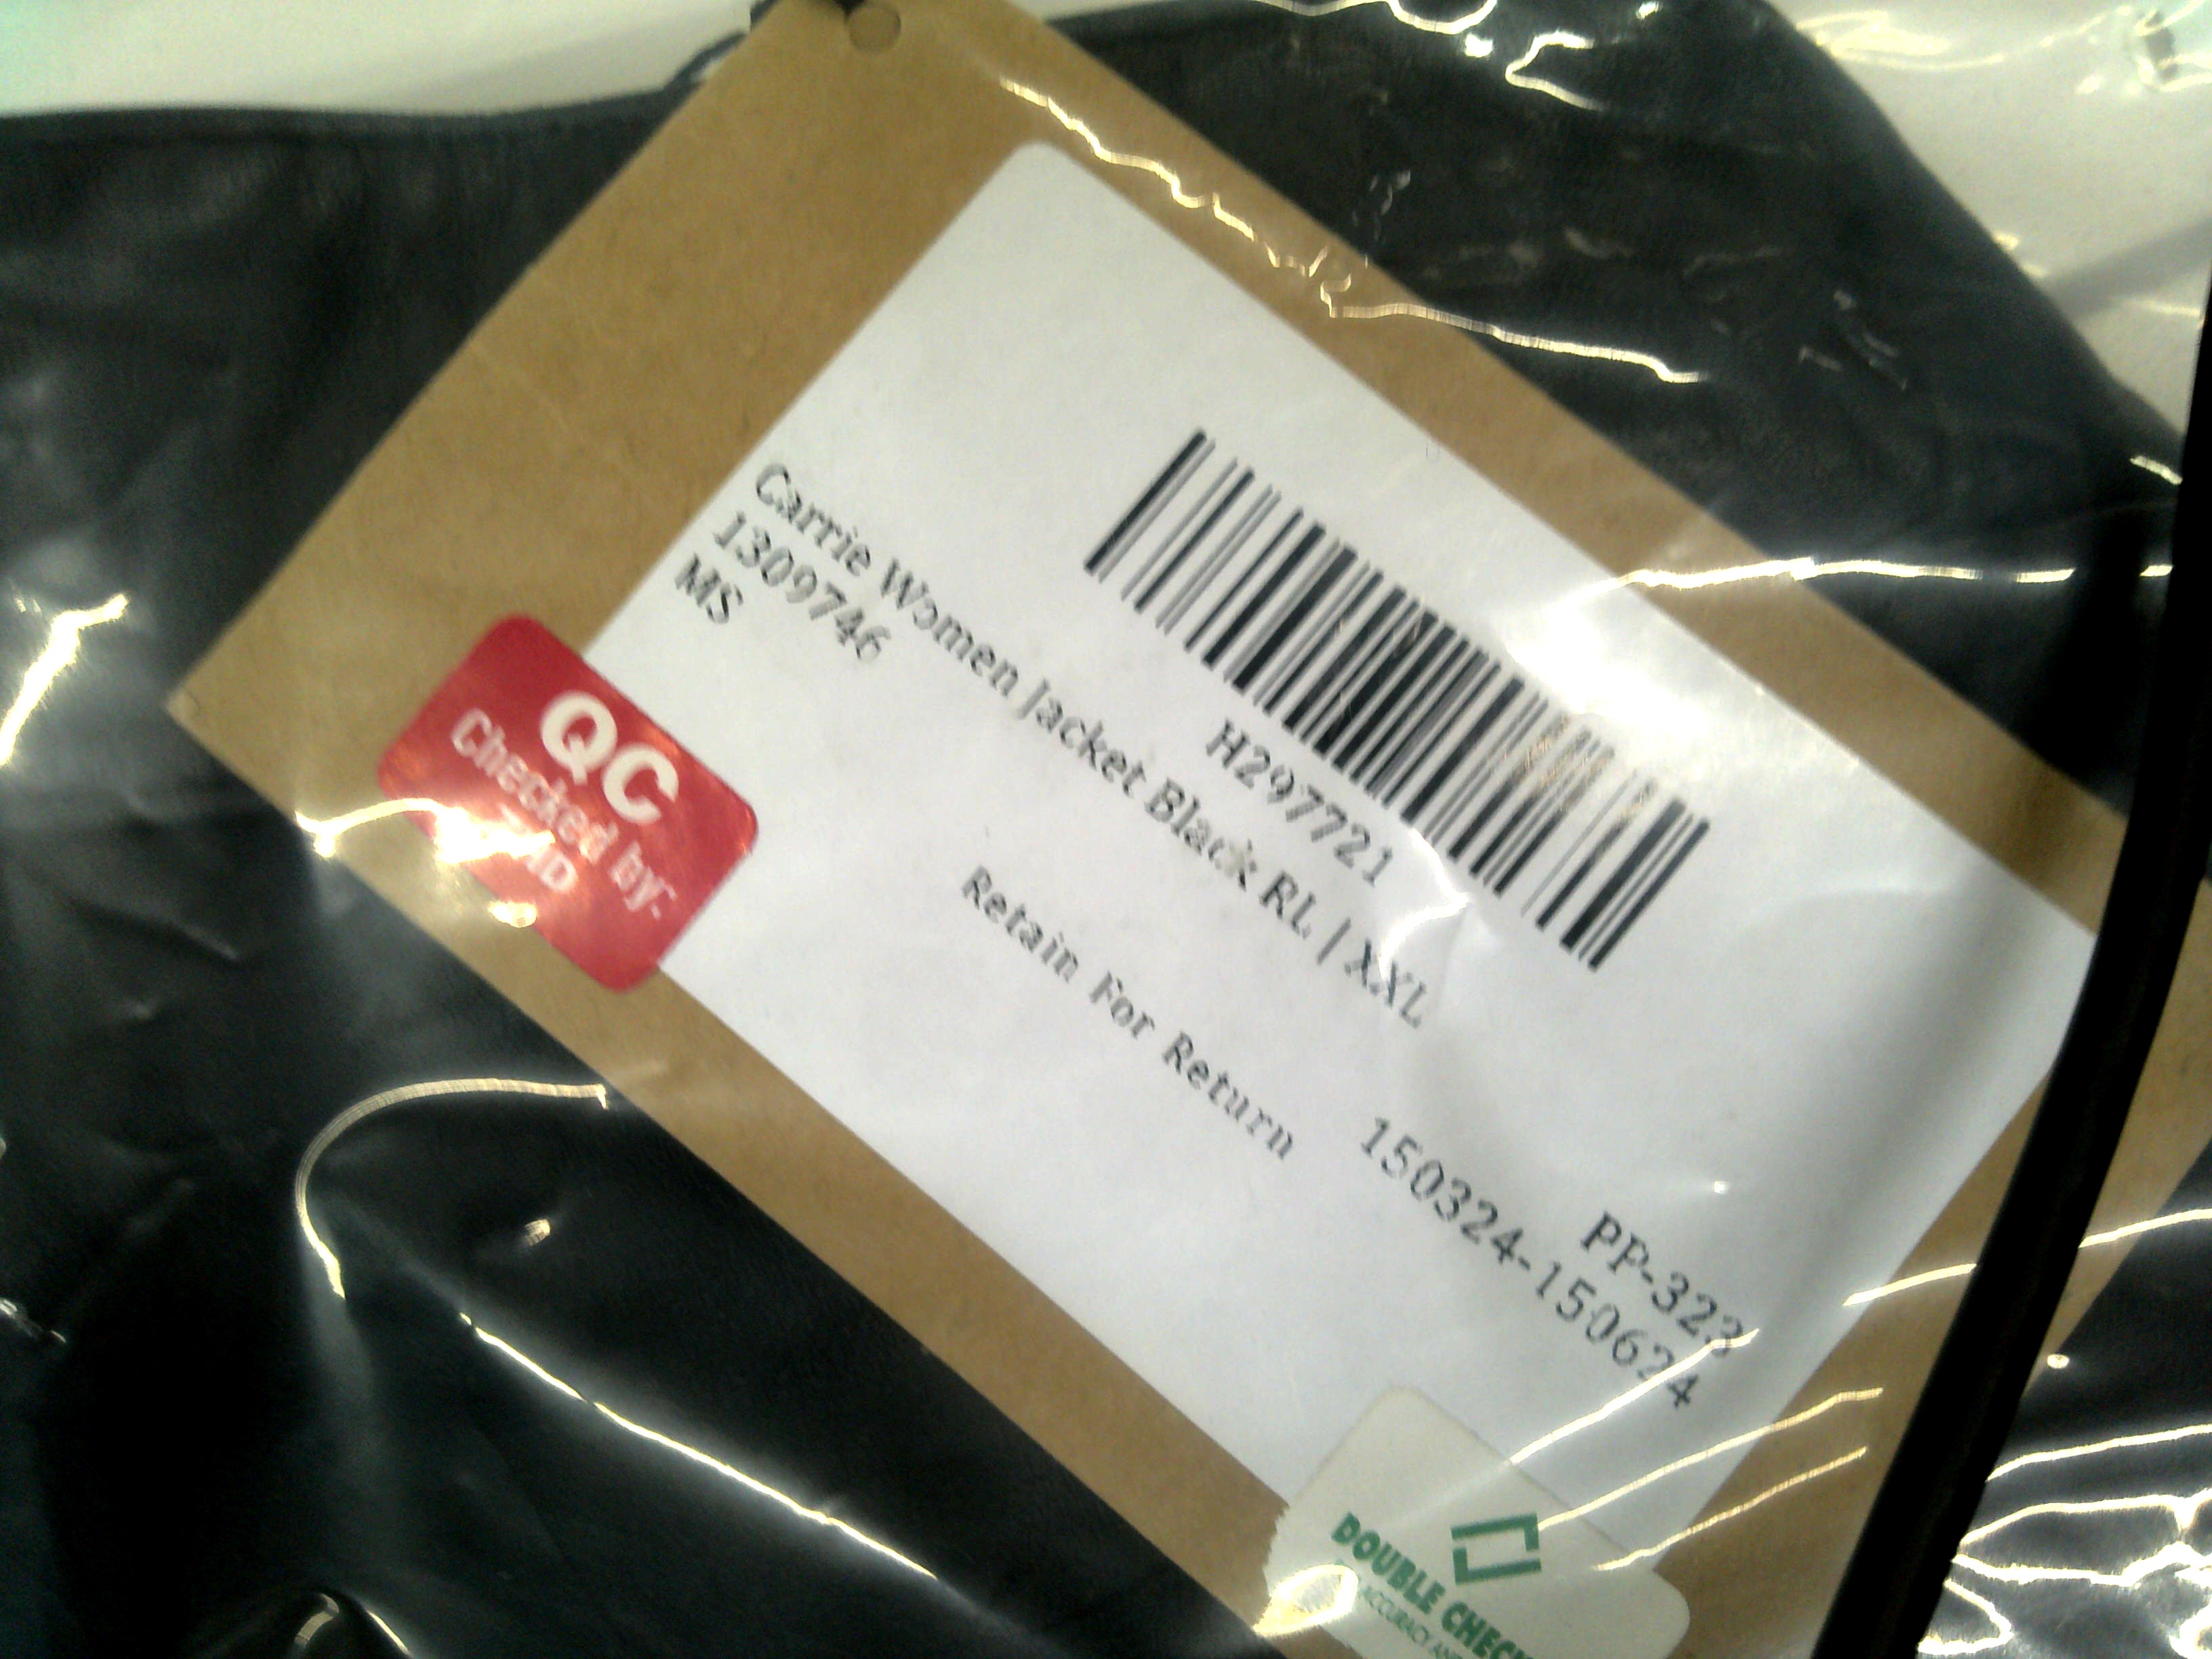 H297721
Carrie Women Jacket Black RL | XXL
1309746
MS
Retain For Return
PP-323
150324-150624
QC
Checked by:
DOUBLE CHECK
ACCURACY